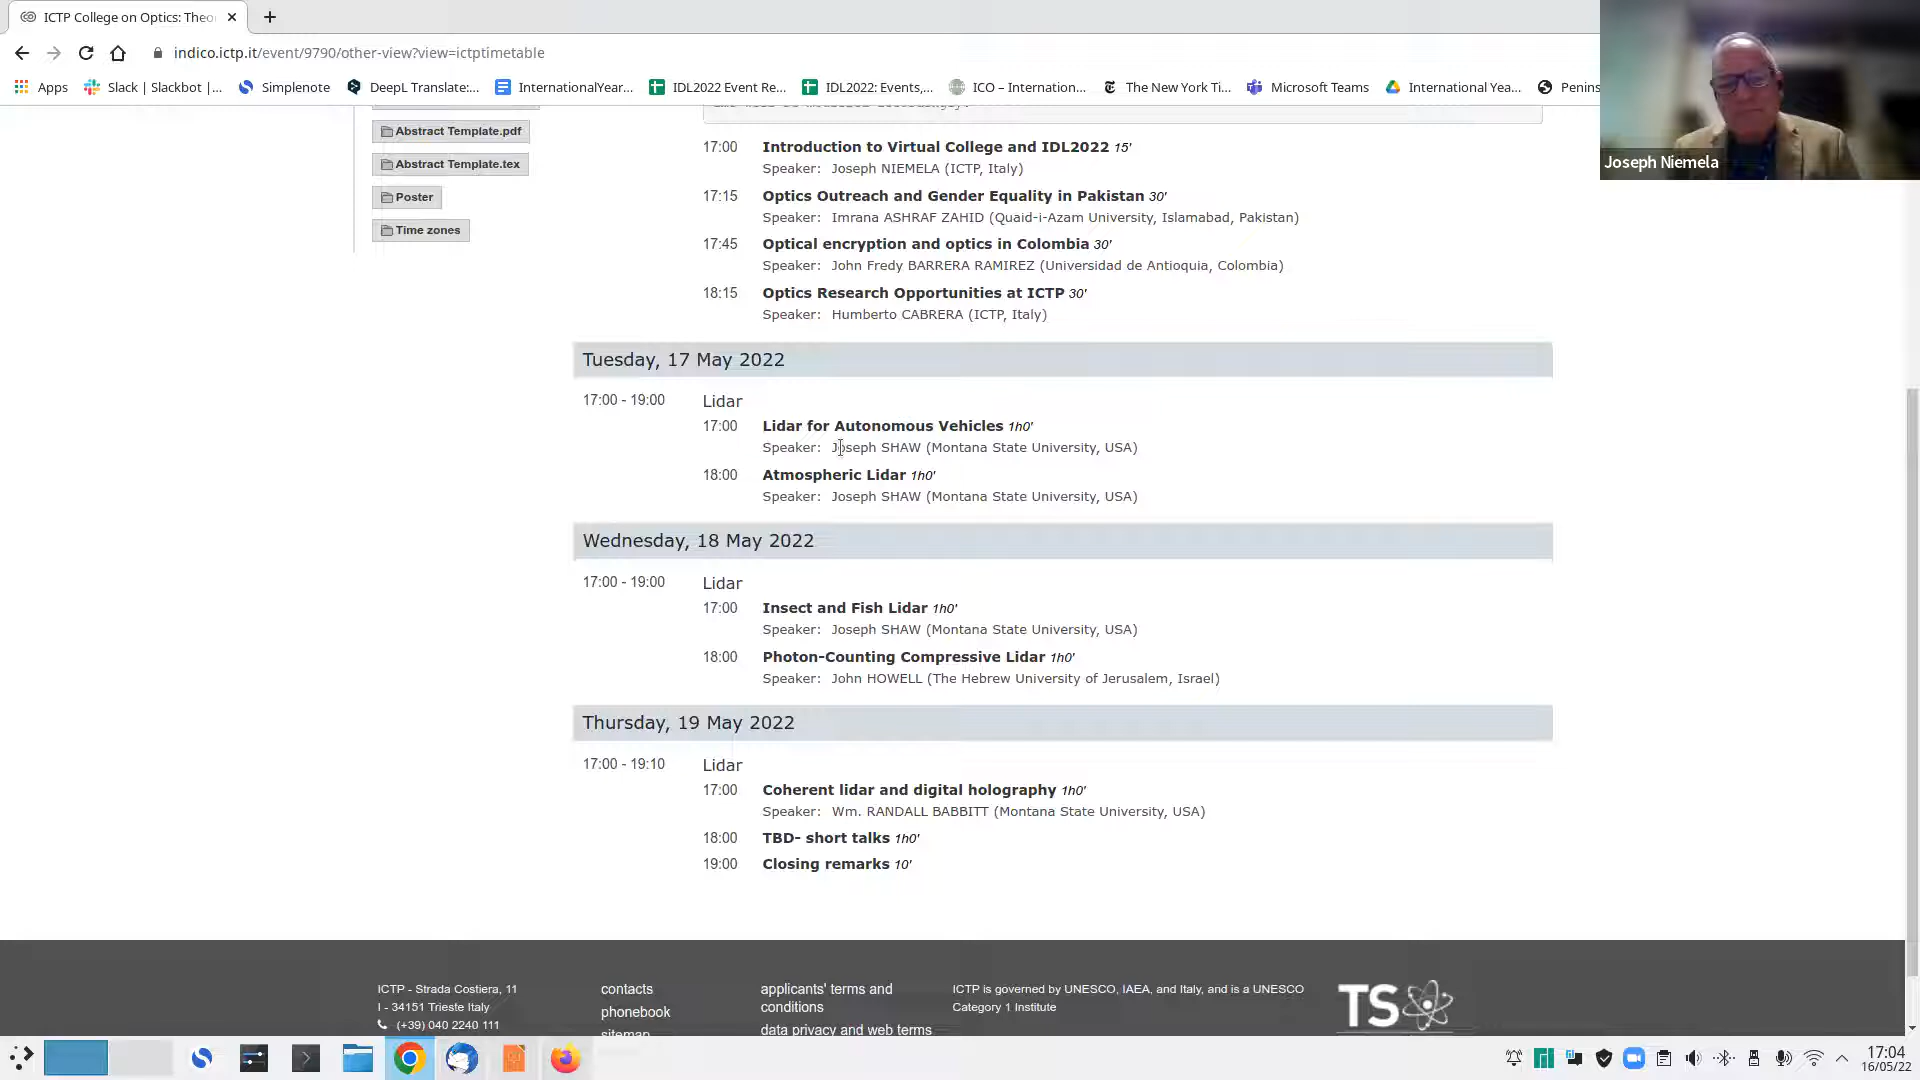 ICTP College on Optics: Theo
indico.ictp.it/event/9790/other-view?view=ictptimetable
Apps Slack | Slackbot |... Simplenote DeepL Translate:... InternationalYear... IDL2022 Event Re... IDL2022: Events,... ICO – Internation... The New York Ti... Microsoft Teams International Yea... Penins
Joseph Niemela
Abstract Template.pdf
Abstract Template.tex
Poster
Time zones
17:00 Introduction to Virtual College and IDL2022 15'
Speaker: Joseph NIEMELA (ICTP, Italy)
17:15 Optics Outreach and Gender Equality in Pakistan 30'
Speaker: Imrana ASHRAF ZAHID (Quaid-i-Azam University, Islamabad, Pakistan)
17:45 Optical encryption and optics in Colombia 30'
Speaker: John Fredy BARRERA RAMIREZ (Universidad de Antioquia, Colombia)
18:15 Optics Research Opportunities at ICTP 30'
Speaker: Humberto CABRERA (ICTP, Italy)
Tuesday, 17 May 2022
17:00 - 19:00 Lidar
17:00 Lidar for Autonomous Vehicles 1h0'
Speaker: Joseph SHAW (Montana State University, USA)
18:00 Atmospheric Lidar 1h0'
Speaker: Joseph SHAW (Montana State University, USA)
Wednesday, 18 May 2022
17:00 - 19:00 Lidar
17:00 Insect and Fish Lidar 1h0'
Speaker: Joseph SHAW (Montana State University, USA)
18:00 Photon-Counting Compressive Lidar 1h0'
Speaker: John HOWELL (The Hebrew University of Jerusalem, Israel)
Thursday, 19 May 2022
17:00 - 19:10 Lidar
17:00 Coherent lidar and digital holography 1h0'
Speaker: Wm. RANDALL BABBITT (Montana State University, USA)
18:00 TBD- short talks 1h0'
19:00 Closing remarks 10'
ICTP - Strada Costiera, 11
I - 34151 Trieste Italy
(+39) 040 2240 111
contacts
phonebook
sitemap
applicants' terms and
conditions
data privacy and web terms
ICTP is governed by UNESCO, IAEA, and Italy, and is a UNESCO
Category 1 Institute
TS
17:04
16/05/22